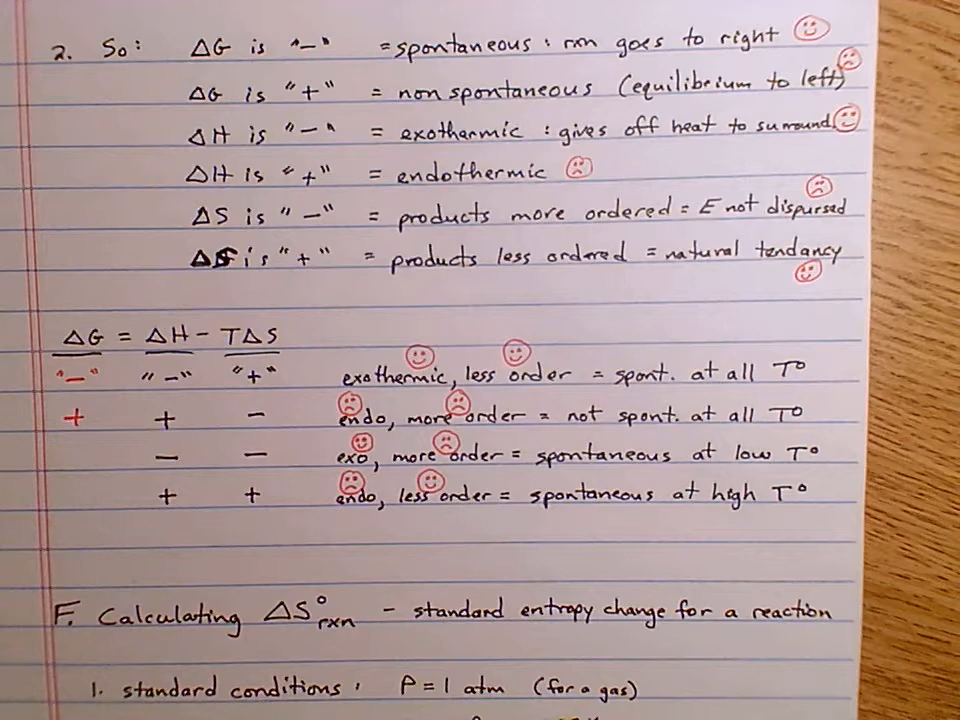 2. So: ΔG is "−" = spontaneous : rxn goes to right
ΔG is "+" = nonspontaneous (equilibrium to left)
ΔH is "−" = exothermic : gives off heat to surround.
ΔH is "+" = endothermic
ΔS is "−" = products more ordered = E not dispursed
ΔS is "+" = products less ordered = natural tendancy
ΔG = ΔH − TΔS
"−" "−" "+" exothermic, less order = spont. at all T°
+ + − endo, more order = not spont. at all T°
− − exo, more order = spontaneous at low T°
+ + endo, less order = spontaneous at high T°
F. Calculating ΔS°rxn - standard entropy change for a reaction
1. standard conditions: P = 1 atm (for a gas)